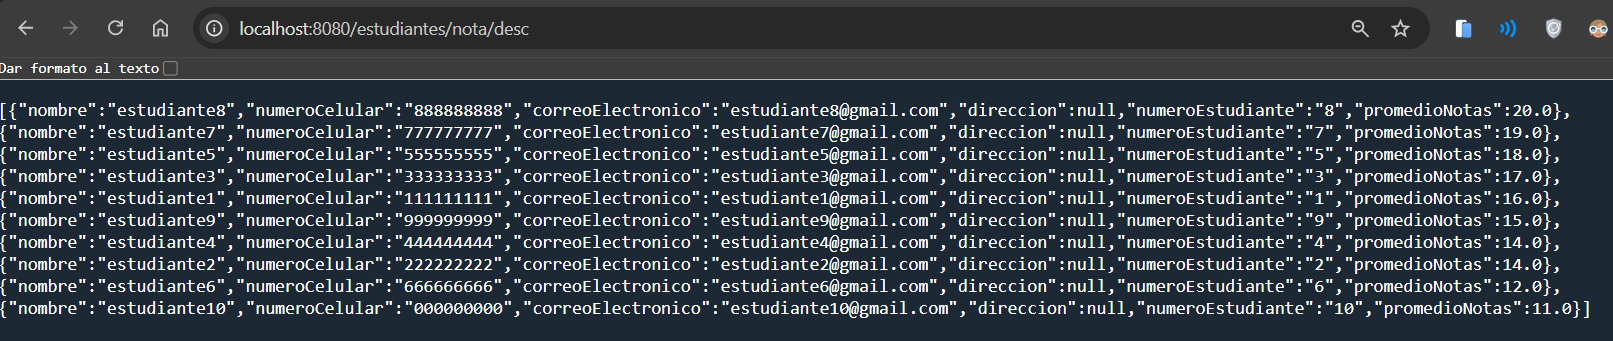 localhost:8080/estudiantes/nota/desc
Dar formato al texto
[{"nombre":"estudiante8","numeroCelular":"888888888","correoElectronico":"estudiante8@gmail.com","direccion":null,"numeroEstudiante":"8","promedioNotas":20.0},
{"nombre":"estudiante7","numeroCelular":"777777777","correoElectronico":"estudiante7@gmail.com","direccion":null,"numeroEstudiante":"7","promedioNotas":19.0},
{"nombre":"estudiante5","numeroCelular":"555555555","correoElectronico":"estudiante5@gmail.com","direccion":null,"numeroEstudiante":"5","promedioNotas":18.0},
{"nombre":"estudiante3","numeroCelular":"333333333","correoElectronico":"estudiante3@gmail.com","direccion":null,"numeroEstudiante":"3","promedioNotas":17.0},
{"nombre":"estudiante1","numeroCelular":"111111111","correoElectronico":"estudiante1@gmail.com","direccion":null,"numeroEstudiante":"1","promedioNotas":16.0},
{"nombre":"estudiante9","numeroCelular":"999999999","correoElectronico":"estudiante9@gmail.com","direccion":null,"numeroEstudiante":"9","promedioNotas":15.0},
{"nombre":"estudiante4","numeroCelular":"444444444","correoElectronico":"estudiante4@gmail.com","direccion":null,"numeroEstudiante":"4","promedioNotas":14.0},
{"nombre":"estudiante2","numeroCelular":"222222222","correoElectronico":"estudiante2@gmail.com","direccion":null,"numeroEstudiante":"2","promedioNotas":14.0},
{"nombre":"estudiante6","numeroCelular":"666666666","correoElectronico":"estudiante6@gmail.com","direccion":null,"numeroEstudiante":"6","promedioNotas":12.0},
{"nombre":"estudiante10","numeroCelular":"000000000","correoElectronico":"estudiante10@gmail.com","direccion":null,"numeroEstudiante":"10","promedioNotas":11.0}]